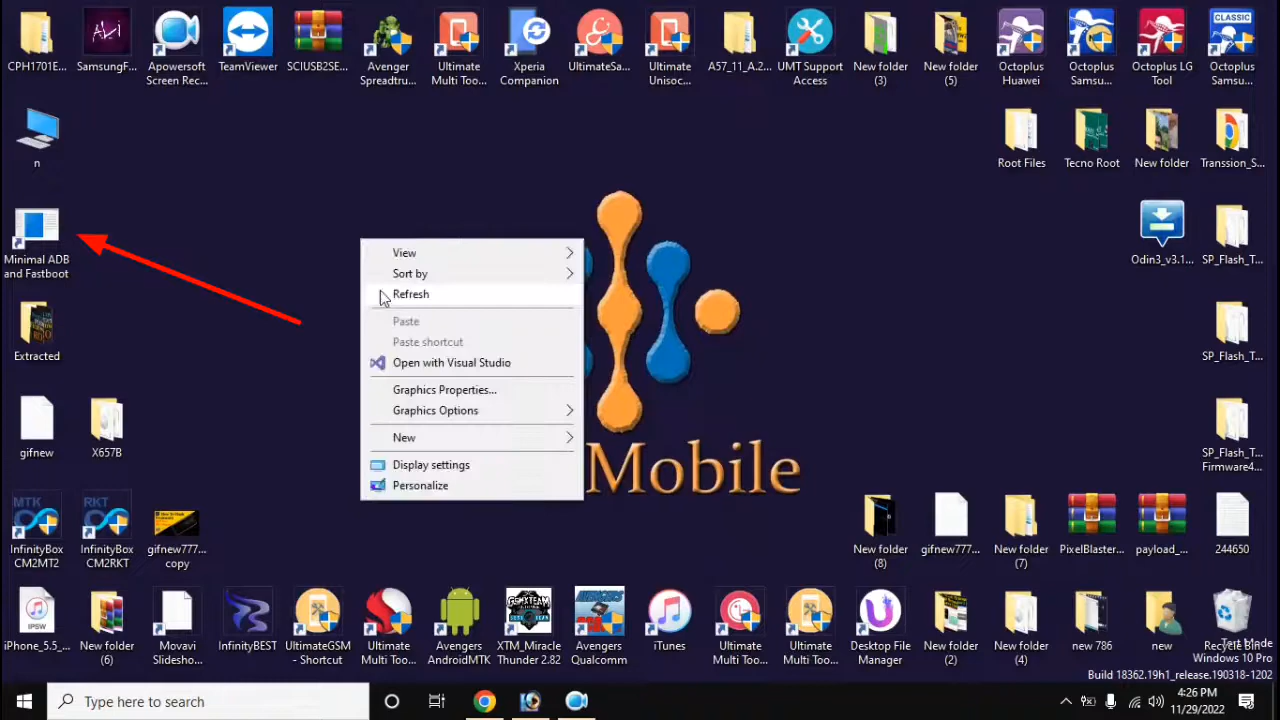 CPH1701E...
SamsungF...
Apowersoft
Screen Rec...
TeamViewer
SCIUSB2SE...
Avenger
Spreadtru...
Ultimate
Multi Too...
Xperia
Companion
UltimateSa...
Ultimate
Unisoc...
A57_11_A.2...
UMT Support
Access
New folder
(3)
New folder
(5)
Octoplus
Huawei
Octoplus
Samsu...
Octoplus LG
Tool
CLASSIC
Octoplus
Samsu...
n
Root Files
Tecno Root
New folder
Transsion_S...
Minimal ADB
and Fastboot
Odin3_v3.1...
SP_Flash_T...
Extracted
SP_Flash_T...
gifnew
X657B
SP_Flash_T...
Firmware4...
View
Sort by
Refresh
Paste
Paste shortcut
Open with Visual Studio
Graphics Properties...
Graphics Options
New
Display settings
Personalize
Mobile
MTK
InfinityBox
CM2MT2
RKT
InfinityBox
CM2RKT
gifnew777...
copy
New folder
(8)
gifnew777...
New folder
(7)
PixelBlaster...
payload_...
244650
IPSW
iPhone_5.5_...
New folder
(6)
Movavi
Slidesho...
InfinityBEST
UltimateGSM
- Shortcut
Ultimate
Multi Too...
Avengers
AndroidMTK
GSMXTEAM
XTM_Miracle
Thunder 2.82
AVENGERS
Avengers
Qualcomm
iTunes
Ultimate
Multi Too...
Ultimate
Multi Too...
Desktop File
Manager
New folder
(2)
New folder
(4)
new 786
new
Recycle Bin
Test Mode
Windows 10 Pro
Build 18362.19h1_release.190318-1202
Type here to search
4:26 PM
11/29/2022